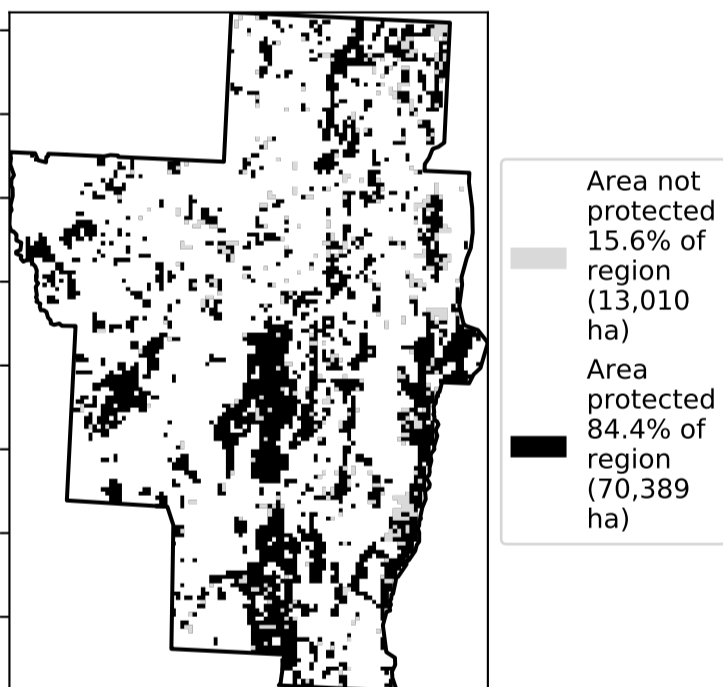 Area not
protected
15.6% of
region
(13,010
ha)
Area
protected
84.4% of
region
(70,389
ha)